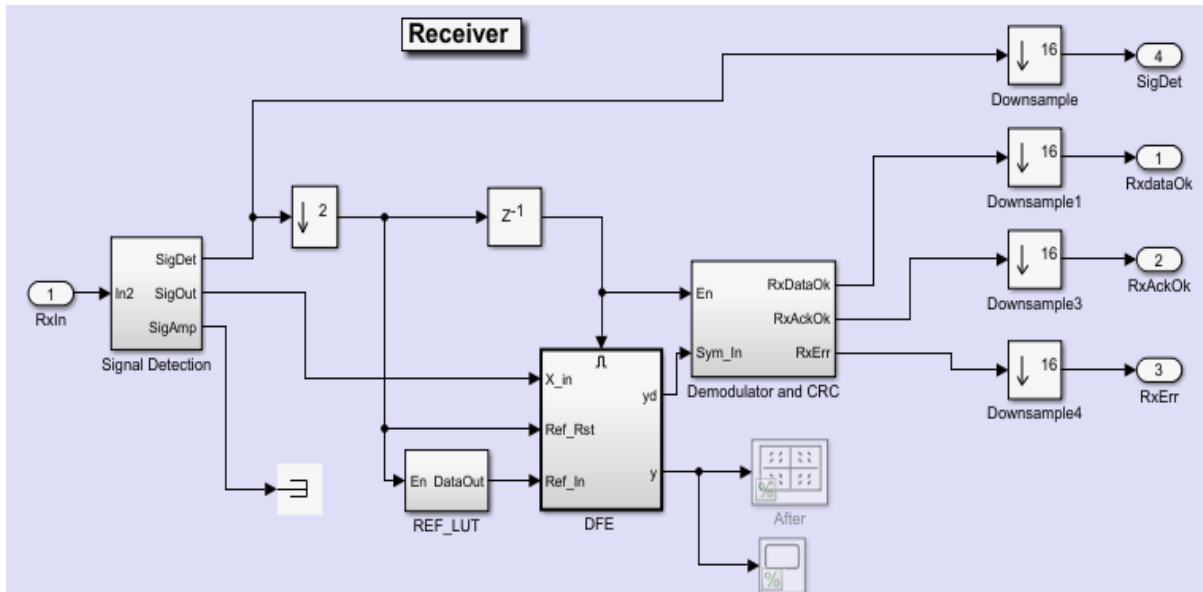 Receiver
16
Downsample
4
SigDet
16
Downsample1
1
RxdataOk
2
Z-1
1
RxIn
In2
SigDet
SigOut
SigAmp
Signal Detection
En
Sym_In
RxDataOk
RxAckOk
RxErr
Demodulator and CRC
16
Downsample3
2
RxAckOk
16
Downsample4
3
RxErr
X_in
Ref_Rst
Ref_In
yd
y
DFE
En DataOut
REF_LUT
%
After
%